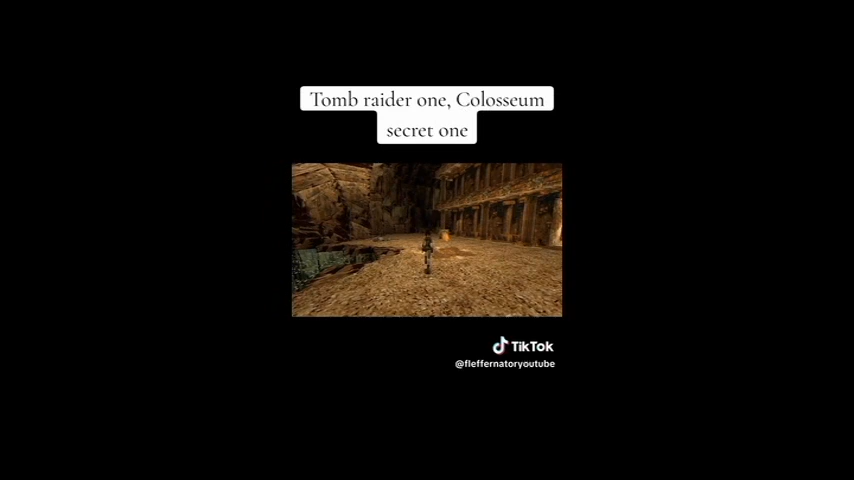 Tomb raider one, Colosseum
secret one
TikTok
@fleffernatoryoutube